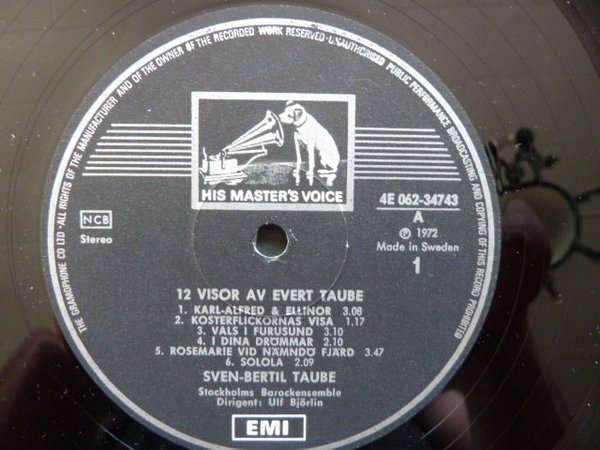 THE GRAMOPHONE CO LTD · ALL RIGHTS OF THE MANUFACTURER AND OF THE OWNER OF THE RECORDED WORK RESERVED · UNAUTHORISED PUBLIC PERFORMANCE BROADCASTING AND COPYING OF THIS RECORD PROHIBITED
HIS MASTER'S VOICE
NCB
Stereo
4E 062-34743
A
℗ 1972
Made in Sweden
1
12 VISOR AV EVERT TAUBE
1. KARL-ALFRED & ELLINOR 3.08
2. KOSTERFLICKORNAS VISA 1.17
3. VALS I FURUSUND 3.10
4. I DINA DRÖMMAR 2.10
5. ROSEMARIE VID NÄMNDÖ FJÄRD 3.47
6. SOLOLA 2.09
SVEN-BERTIL TAUBE
Stockholms Barockensemble
Dirigent: Ulf Björlin
EMI